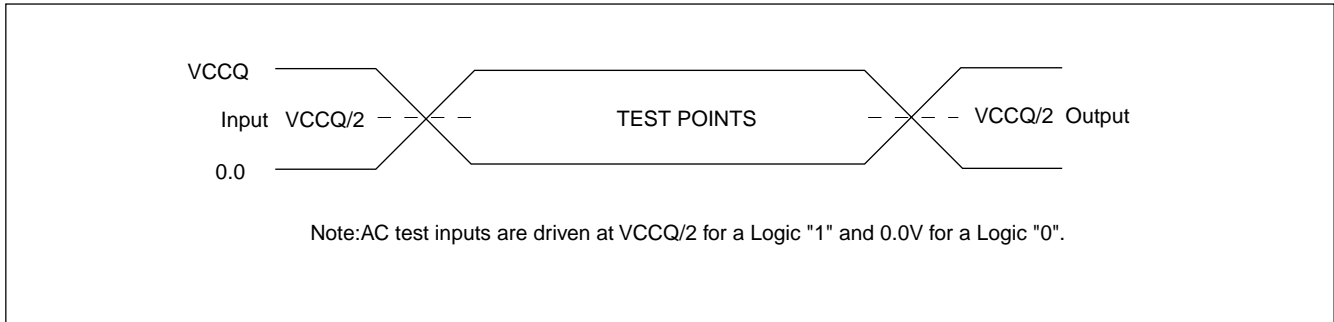 VCCQ
Input VCCQ/2 TEST POINTS VCCQ/2 Output
0.0
Note:AC test inputs are driven at VCCQ/2 for a Logic "1" and 0.0V for a Logic "0".